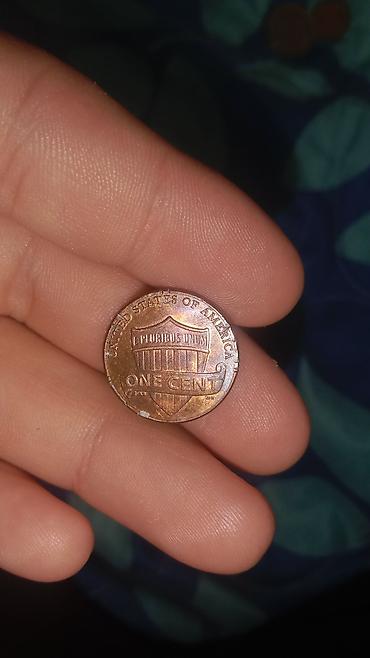 UNITED STATES OF AMERICA
E PLURIBUS UNUM
ONE CENT